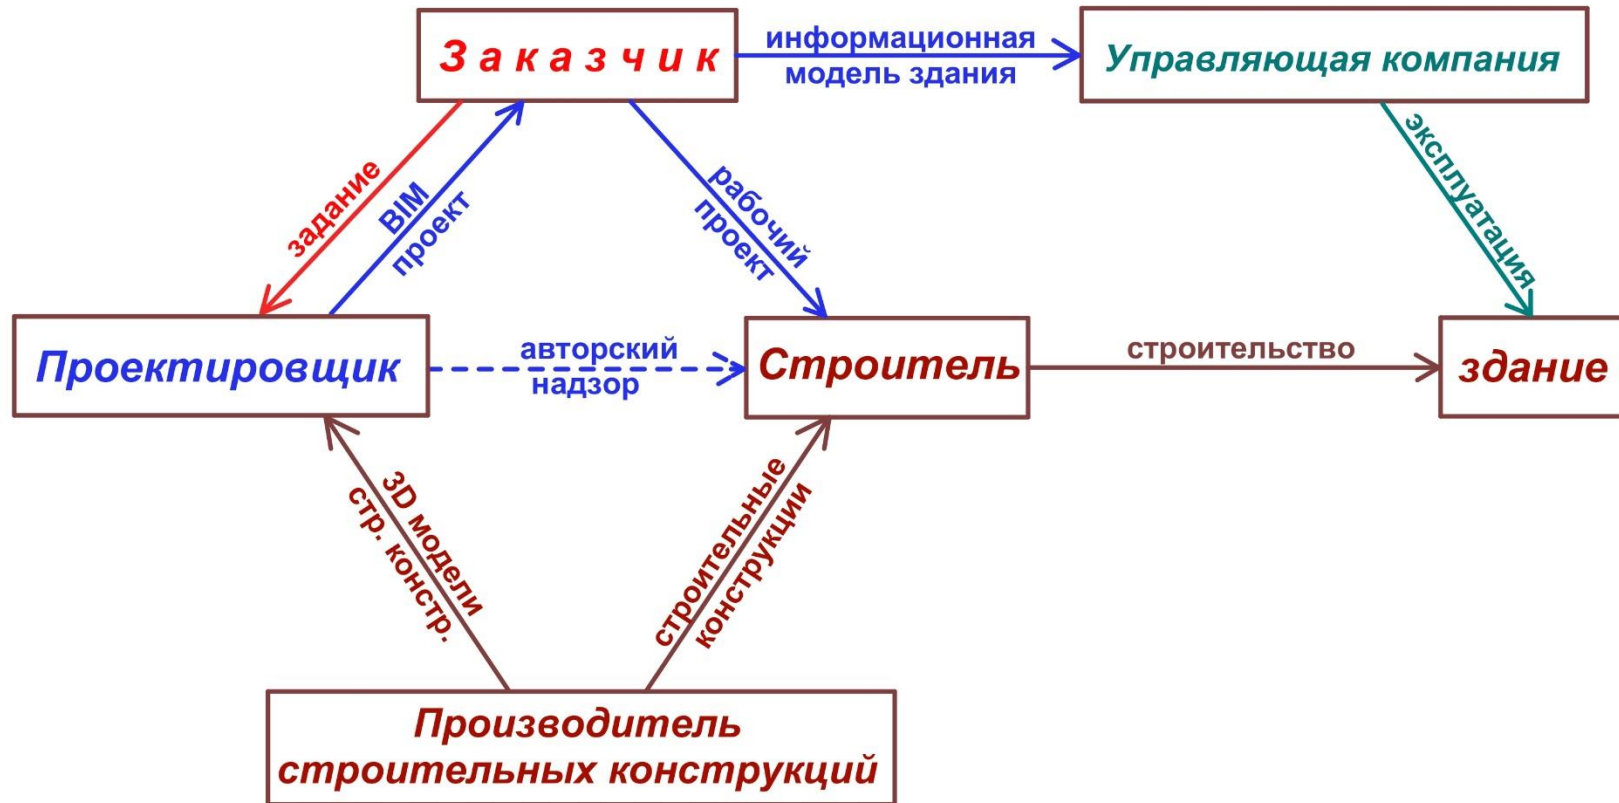 Заказчик
информационная
модель здания
Управляющая компания
задание
BIM
проект
рабочий
проект
эксплуатация
Проектировщик
авторский
надзор
Строитель
строительство
здание
3D модели
стр. констр.
строительные
конструкции
Производитель
строительных конструкций